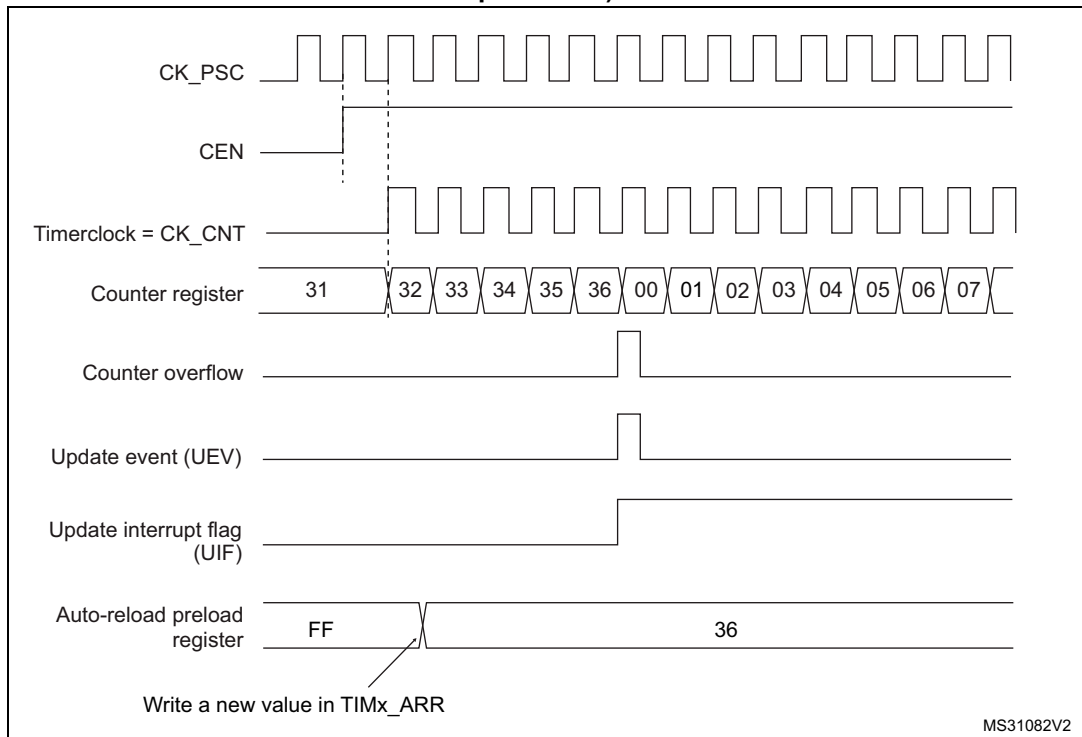 CK_PSC
CEN
Timerclock = CK_CNT
Counter register 31 32 33 34 35 36 00 01 02 03 04 05 06 07
Counter overflow
Update event (UEV)
Update interrupt flag
(UIF)
Auto-reload preload
register
FF 36
Write a new value in TIMx_ARR
MS31082V2